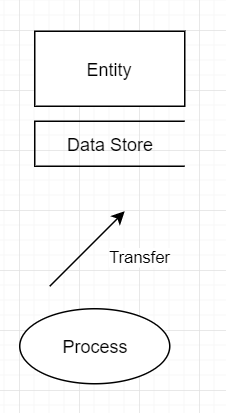 Entity
Data Store
Transfer
Process